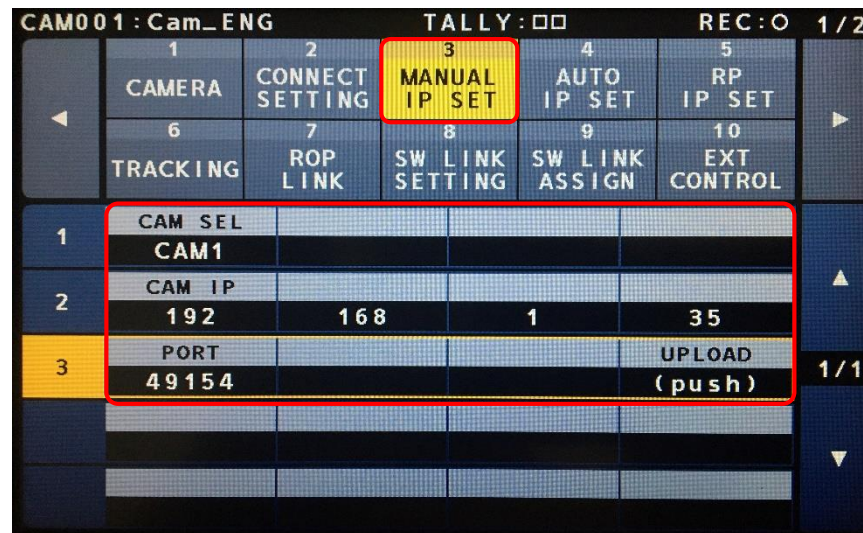 CAM001:Cam_ENG TALLY:□□ REC:○ 1/2
1 2 3 4 5
CAMERA CONNECT SETTING MANUAL IP SET AUTO IP SET RP IP SET
◀ ▶
6 7 8 9 10
TRACKING ROP LINK SW LINK SETTING SW LINK ASSIGN EXT CONTROL
1 CAM SEL
CAM1
▲
2 CAM IP
192 168 1 35
3 PORT UPLOAD
49154 (push)
1/1
▼